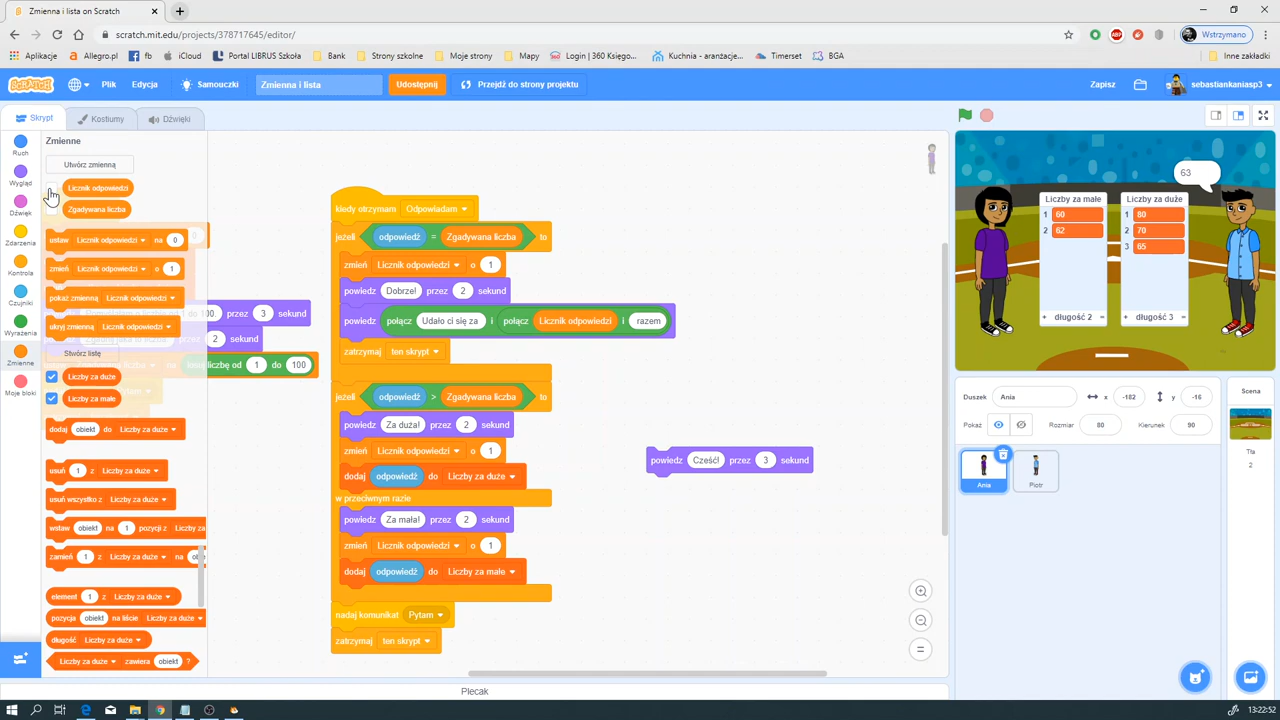 Zmienna i lista on Scratch
scratch.mit.edu/projects/378717645/editor/
Wstrzymano
Aplikacje
Allegro.pl
fb
iCloud
Portal LIBRUS Szkoła
Bank
Strony szkolne
Moje strony
Mapy
Login | 360 Księgo...
Kuchnia - aranżacje...
Timerset
BGA
Inne zakładki
SCRATCH
Plik
Edycja
Samouczki
Zmienna i lista
Udostępnij
Przejdź do strony projektu
Zapisz
sebastiankaniasp3
Skrypt
Kostiumy
Dźwięki
Ruch
Wygląd
Dźwięk
Zdarzenia
Kontrola
Czujniki
Wyrażenia
Zmienne
Moje bloki
Zmienne
Utwórz zmienną
Licznik odpowiedzi
Zgadywana liczba
ustaw Licznik odpowiedzi na 0
zmień Licznik odpowiedzi o 1
pokaż zmienną Licznik odpowiedzi
ukryj zmienną Licznik odpowiedzi
Stwórz listę
Liczby za duże
Liczby za małe
dodaj obiekt do Liczby za duże
usuń 1 z Liczby za duże
usuń wszystko z Liczby za duże
wstaw obiekt na 1 pozycji z Liczby za
zamień 1 z Liczby za duże na
element 1 z Liczby za duże
pozycja obiekt na liście Liczby za duże
długość Liczby za duże
Liczby za duże zawiera obiekt ?
od 1 do 100. przez 3 sekund
przez 2 sekund
liczbę od 1 do 100
kiedy otrzymam Odpowiadam
jeżeli odpowiedź = Zgadywana liczba to
zmień Licznik odpowiedzi o 1
powiedz Dobrze! przez 2 sekund
powiedz połącz Udało ci się za i połącz Licznik odpowiedzi i razem
zatrzymaj ten skrypt
jeżeli odpowiedź > Zgadywana liczba to
powiedz Za duża! przez 2 sekund
zmień Licznik odpowiedzi o 1
dodaj odpowiedź do Liczby za duże
w przeciwnym razie
powiedz Za mała! przez 2 sekund
zmień Licznik odpowiedzi o 1
dodaj odpowiedź do Liczby za małe
nadaj komunikat Pytam
zatrzymaj ten skrypt
powiedz Cześć! przez 3 sekund
Plecak
63
Liczby za małe
1 60
2 62
+ długość 2 =
Liczby za duże
1 80
2 70
3 65
+ długość 3 =
Duszek
Ania
x -182
y -16
Pokaż
Rozmiar 80
Kierunek 90
Ania
Piotr
Scena
Tła
2
13:22:52